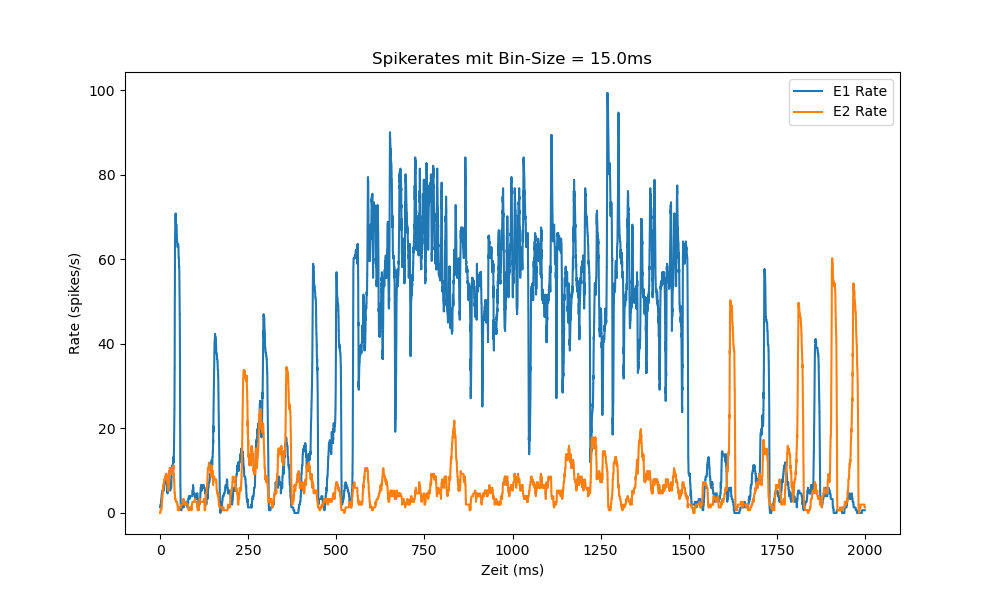 Spikerates mit Bin-Size = 15.0ms
E1 Rate
E2 Rate
Rate (spikes/s)
100
80
60
40
20
0
0 250 500 750 1000 1250 1500 1750 2000
Zeit (ms)